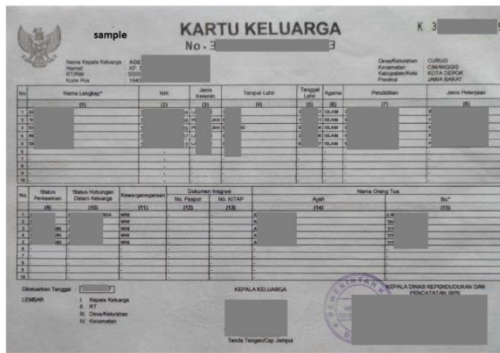 sample
KARTU KELUARGA
K 3
No. 3
Nama Kepala Keluarga
Alamat
RT/RW
Kode Pos
Desa/Kelurahan CURUG
Kecamatan CIMANGGIS
Kabupaten/Kota KOTA DEPOK
Provinsi JAWA BARAT
No Nama Lengkap NIK Jenis Kelamin Tempat Lahir Tanggal Lahir Agama Pendidikan Jenis Pekerjaan
(1) (2) (3) (4) (5) (6) (7) (8)
ISLAM
ISLAM
ISLAM
ISLAM
ISLAM
No. Status Perkawinan Status Hubungan Dalam Keluarga Kewarganegaraan Dokumen Imigrasi Nama Orang Tua
No. Paspor No. KITAP Ayah Ibu
(9) (10) (11) (12) (13) (14) (15)
WNI
WNI
WNI
WNI
WNI
Dikeluarkan Tanggal
LEMBAR : I. Kepala Keluarga
II. RT
III. Desa/Kelurahan
IV. Kecamatan
KEPALA KELUARGA
Tanda Tangan/Cap Jempol
KEPALA DINAS KEPENDUDUKAN DAN
PENCATATAN SIPIL